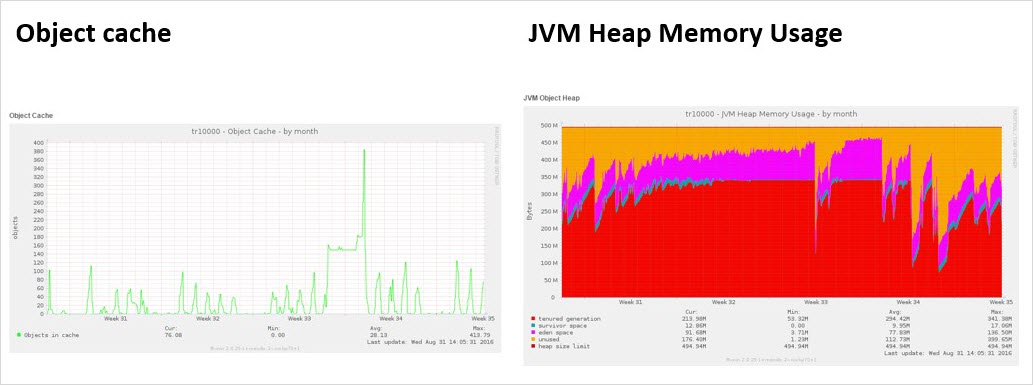 Object cache
JVM Heap Memory Usage
Object Cache
tr10000 - Object Cache - by month
objects
400
380
360
340
320
300
280
260
240
220
200
180
160
140
120
100
80
60
40
20
0
Week 31 Week 32 Week 33 Week 34 Week 35
Cur: Min: Avg: Max:
Objects in cache 76.08 0.00 28.13 413.79
Last update: Wed Aug 31 14:05:31 2016
JVM Object Heap
tr10000 - JVM Heap Memory Usage - by month
Bytes
500 M
450 M
400 M
350 M
300 M
250 M
200 M
150 M
100 M
50 M
0
Week 31 Week 32 Week 33 Week 34 Week 35
Cur: Min: Avg: Max:
tenured generation 213.98M 53.32M 294.42M 341.38M
survivor space 12.86M 0.00 9.95M 17.06M
eden space 91.68M 3.71M 77.83M 136.50M
unused 176.40M 1.23M 112.73M 399.65M
heap size limit 494.94M 494.94M 494.94M 494.94M
Last update: Wed Aug 31 14:05:31 2016